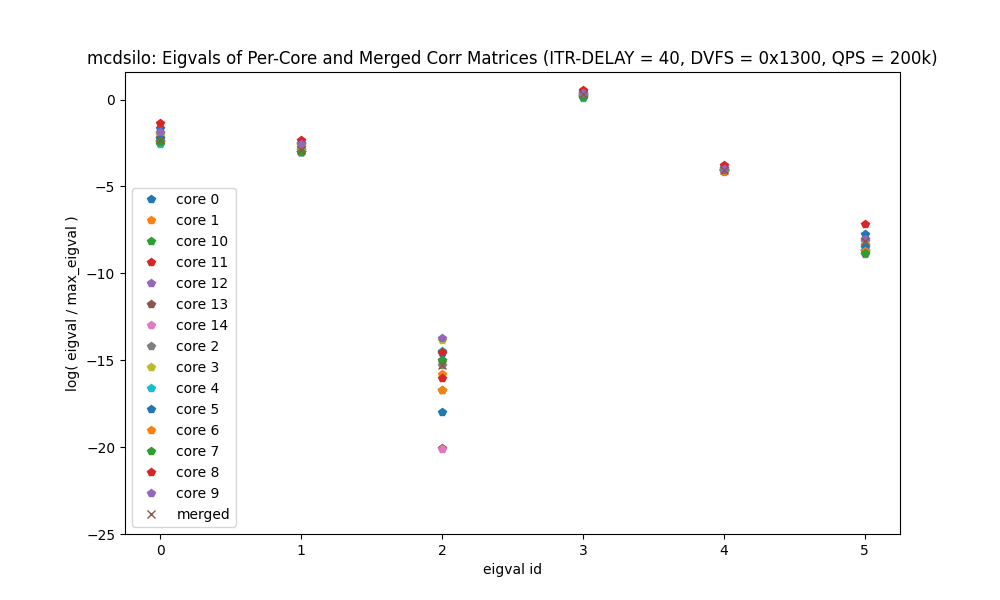 mcdsilo: Eigvals of Per-Core and Merged Corr Matrices (ITR-DELAY = 40, DVFS = 0x1300, QPS = 200k)
log( eigval / max_eigval )
0
−5
−10
−15
−20
−25
core 0
core 1
core 10
core 11
core 12
core 13
core 14
core 2
core 3
core 4
core 5
core 6
core 7
core 8
core 9
merged
0 1 2 3 4 5
eigval id